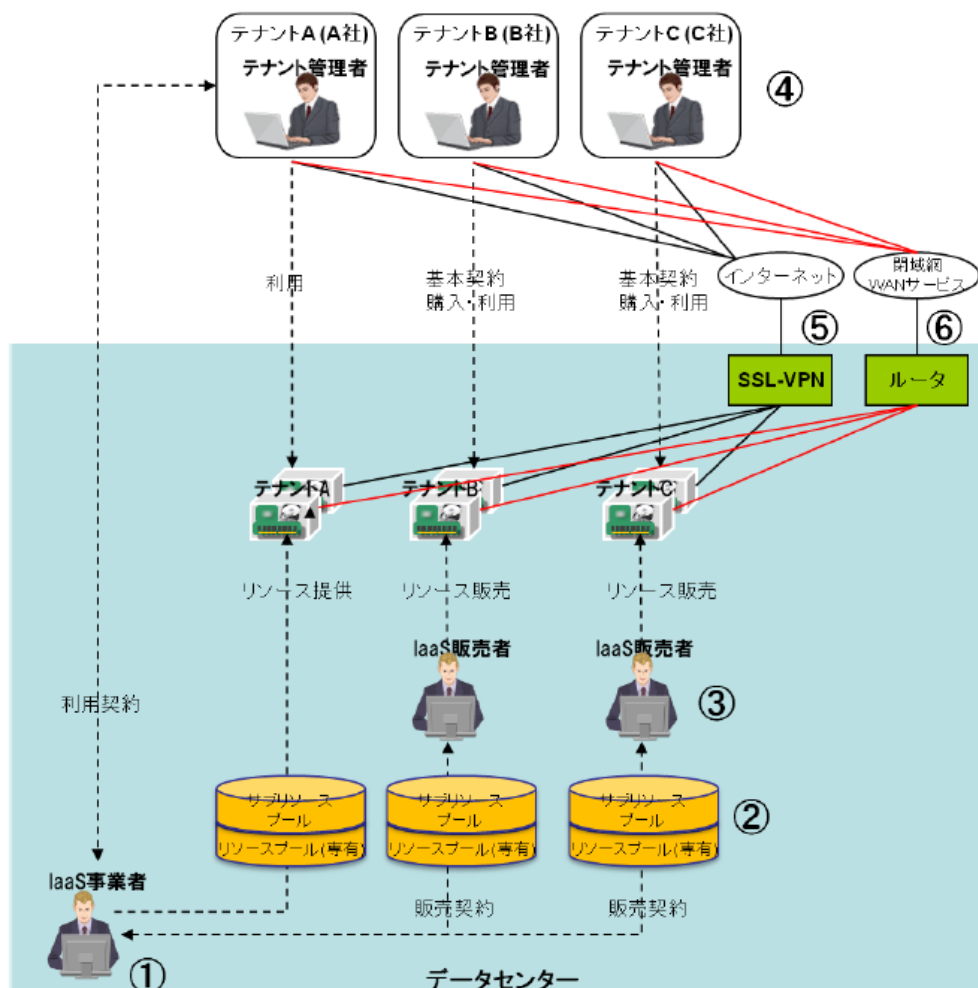 テナントA (A社)
テナント管理者
テナントB (B社)
テナント管理者
テナントC (C社)
テナント管理者
④
利用
基本契約
購入・利用
基本契約
購入・利用
インターネット
閉域網
WANサービス
⑤
⑥
SSL-VPN
ルータ
テナントA
テナントB
テナントC
リソース提供
リソース販売
リソース販売
IaaS販売者
IaaS販売者
③
利用契約
サブリソース
プール
リソースプール(専有)
サブリソース
プール
リソースプール(専有)
サブリソース
プール
リソースプール(専有)
②
IaaS事業者
販売契約
販売契約
①
データセンター